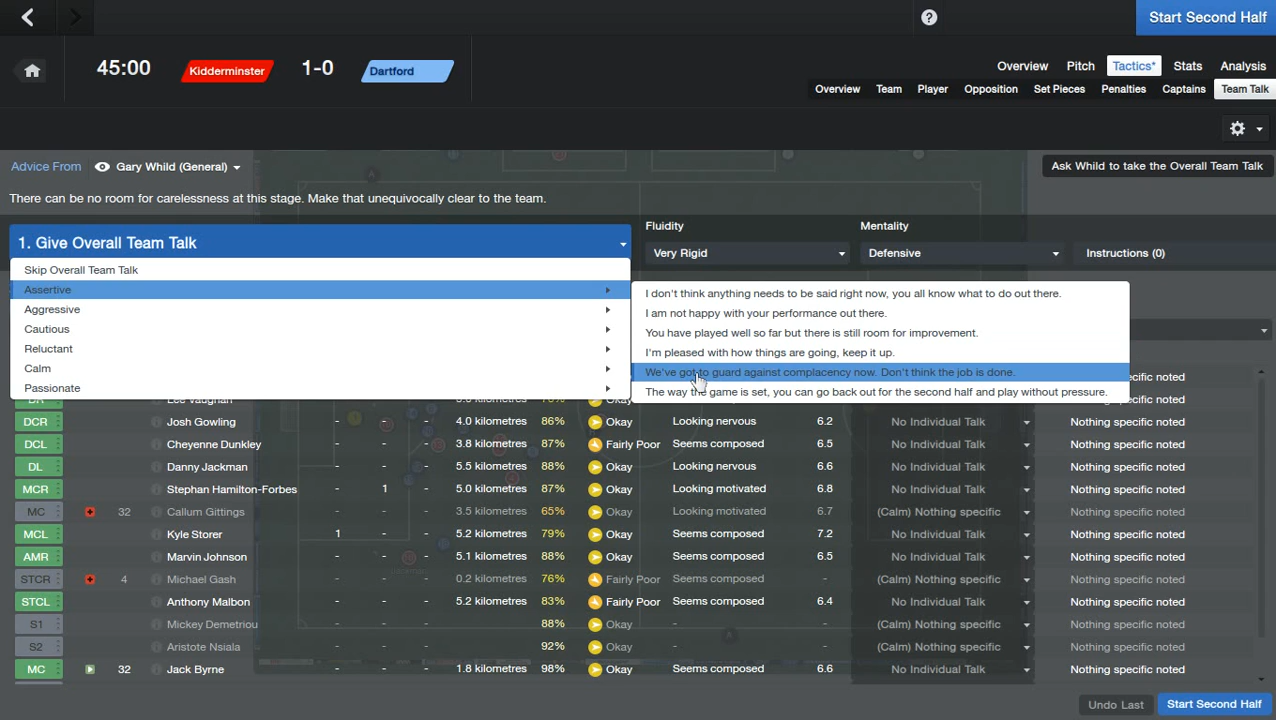 Start Second Half
45:00 Kidderminster 1-0 Dartford
Overview Pitch Tactics* Stats Analysis
Overview Team Player Opposition Set Pieces Penalties Captains Team Talk
Advice From Gary Whild (General) Ask Whild to take the Overall Team Talk
There can be no room for carelessness at this stage. Make that unequivocally clear to the team.
Fluidity Mentality
1. Give Overall Team Talk Very Rigid Defensive Instructions (0)
Skip Overall Team Talk
Assertive I don't think anything needs to be said right now, you all know what to do out there.
Aggressive I am not happy with your performance out there.
Cautious You have played well so far but there is still room for improvement.
Reluctant I'm pleased with how things are going, keep it up.
Calm We've got to guard against complacency now. Don't think the job is done.
Passionate The way the game is set, you can go back out for the second half and play without pressure.
DCR Josh Gowling - - - 4.0 kilometres 86% Okay Looking nervous 6.2 No Individual Talk Nothing specific noted
DCL Cheyenne Dunkley - - - 3.8 kilometres 87% Fairly Poor Seems composed 6.5 No Individual Talk Nothing specific noted
DL Danny Jackman - - - 5.5 kilometres 88% Okay Looking nervous 6.6 No Individual Talk Nothing specific noted
MCR Stephan Hamilton-Forbes - 1 - 5.0 kilometres 87% Okay Looking motivated 6.8 No Individual Talk Nothing specific noted
MC 32 Callum Gittings - - - 3.5 kilometres 65% Okay Looking motivated 6.7 (Calm) Nothing specific Nothing specific noted
MCL Kyle Storer 1 - - 5.2 kilometres 79% Okay Seems composed 7.2 No Individual Talk Nothing specific noted
AMR Marvin Johnson - - - 5.1 kilometres 88% Okay Seems composed 6.5 No Individual Talk Nothing specific noted
STCR 4 Michael Gash - - - 0.2 kilometres 76% Fairly Poor Seems composed - (Calm) Nothing specific Nothing specific noted
STCL Anthony Malbon - - - 5.2 kilometres 83% Fairly Poor Seems composed 6.4 No Individual Talk Nothing specific noted
S1 Mickey Demetriou 88% Okay - - (Calm) Nothing specific Nothing specific noted
S2 Aristote Nsiala 92% Okay - - (Calm) Nothing specific Nothing specific noted
MC 32 Jack Byrne - - - 1.8 kilometres 98% Okay Seems composed 6.6 No Individual Talk Nothing specific noted
Undo Last Start Second Half